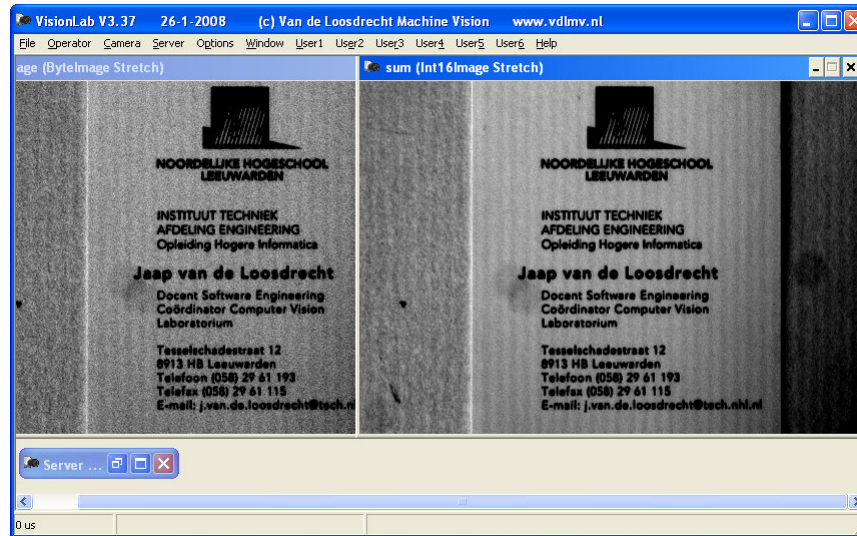 VisionLab V3.37 26-1-2008 (c) Van de Loosdrecht Machine Vision www.vdlmv.nl
File Operator Camera Server Options Window User1 User2 User3 User4 User5 User6 Help
age (ByteImage Stretch)
NOORDELIJKE HOGESCHOOL
LEEUWARDEN
INSTITUUT TECHNIEK
AFDELING ENGINEERING
Opleiding Hogere Informatica
Jaap van de Loosdrecht
Docent Software Engineering
Coördinator Computer Vision
Laboratorium
Tesselschadestraat 12
8913 HB Leeuwarden
Telefoon (058) 29 61 193
Telefax (058) 29 61 115
E-mail: j.van.de.loosdrecht@tech.n
sum (Int16Image Stretch)
NOORDELIJKE HOGESCHOOL
LEEUWARDEN
INSTITUUT TECHNIEK
AFDELING ENGINEERING
Opleiding Hogere Informatica
Jaap van de Loosdrecht
Docent Software Engineering
Coördinator Computer Vision
Laboratorium
Tesselschadestraat 12
8913 HB Leeuwarden
Telefoon (058) 29 61 193
Telefax (058) 29 61 115
E-mail: j.van.de.loosdrecht@tech.nhl.nl
Server ...
0 us